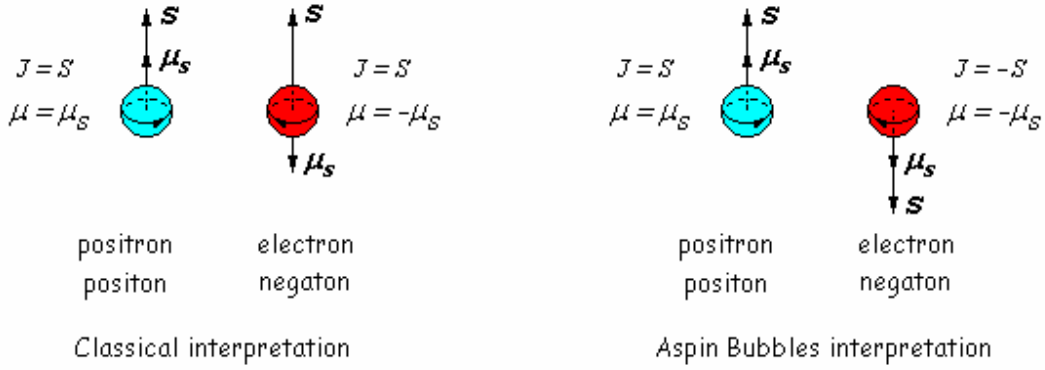 S
μs
J = S
μ = μS
positron
positon
S
J = S
μ = -μS
μs
electron
negaton
Classical interpretation
S
μs
J = S
μ = μS
positron
positon
J = -S
μ = -μS
μs
S
electron
negaton
Aspin Bubbles interpretation